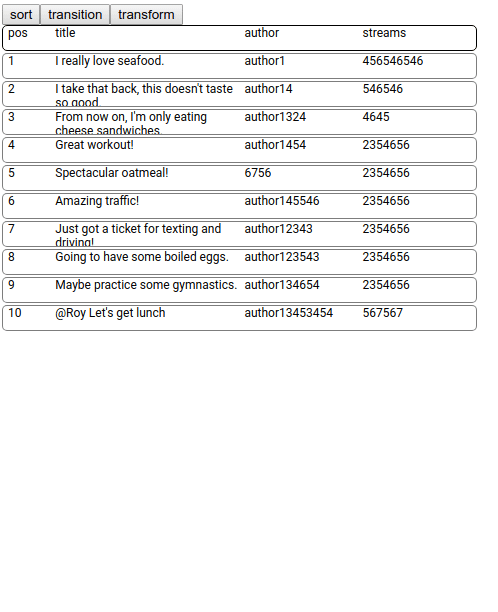 sort transition transform
pos title author streams
1 I really love seafood. author1 456546546
2 I take that back, this doesn't taste author14 546546
so good.
3 From now on, I'm only eating author1324 4645
cheese sandwiches.
4 Great workout! author1454 2354656
5 Spectacular oatmeal! 6756 2354656
6 Amazing traffic! author145546 2354656
7 Just got a ticket for texting and author12343 2354656
driving!
8 Going to have some boiled eggs. author123543 2354656
9 Maybe practice some gymnastics. author134654 2354656
10 @Roy Let's get lunch author13453454 567567